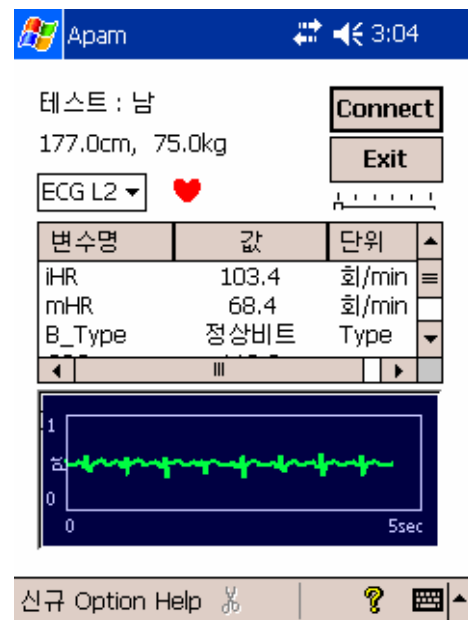 Apam 3:04
테스트 : 남
Connect
177.0cm, 75.0kg
Exit
ECG L2
변수명 값 단위
iHR 103.4 회/min
mHR 68.4 회/min
B_Type 정상비트 Type
1
0
0 5sec
신규 Option Help